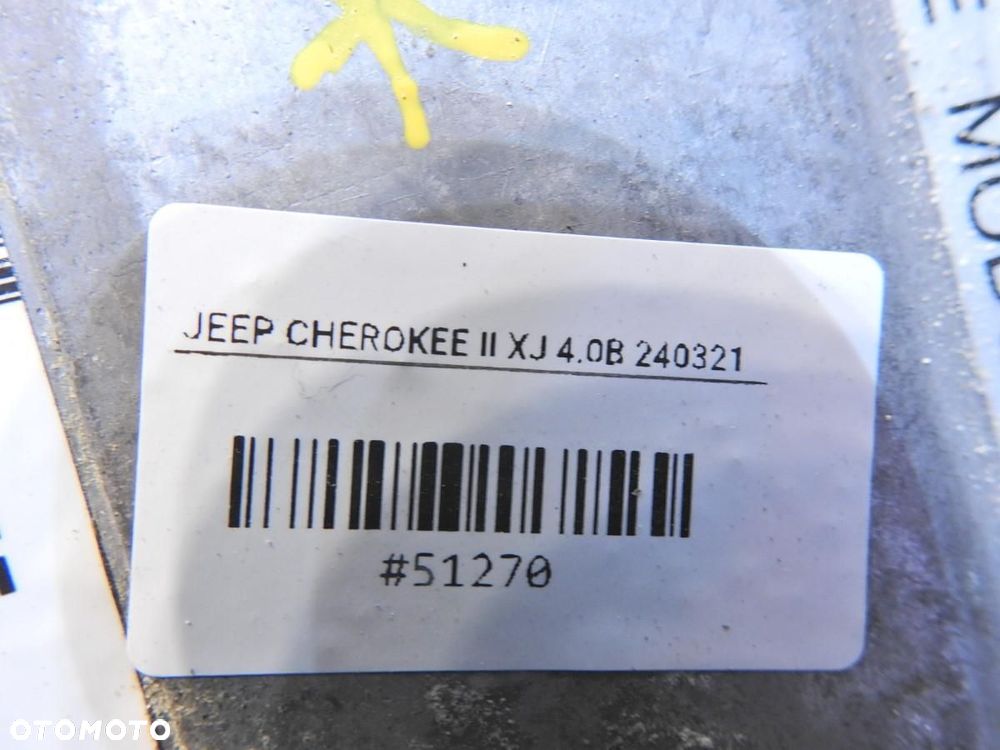 JEEP CHEROKEE II XJ 4.0B 240321
#51270
OTOMOTO